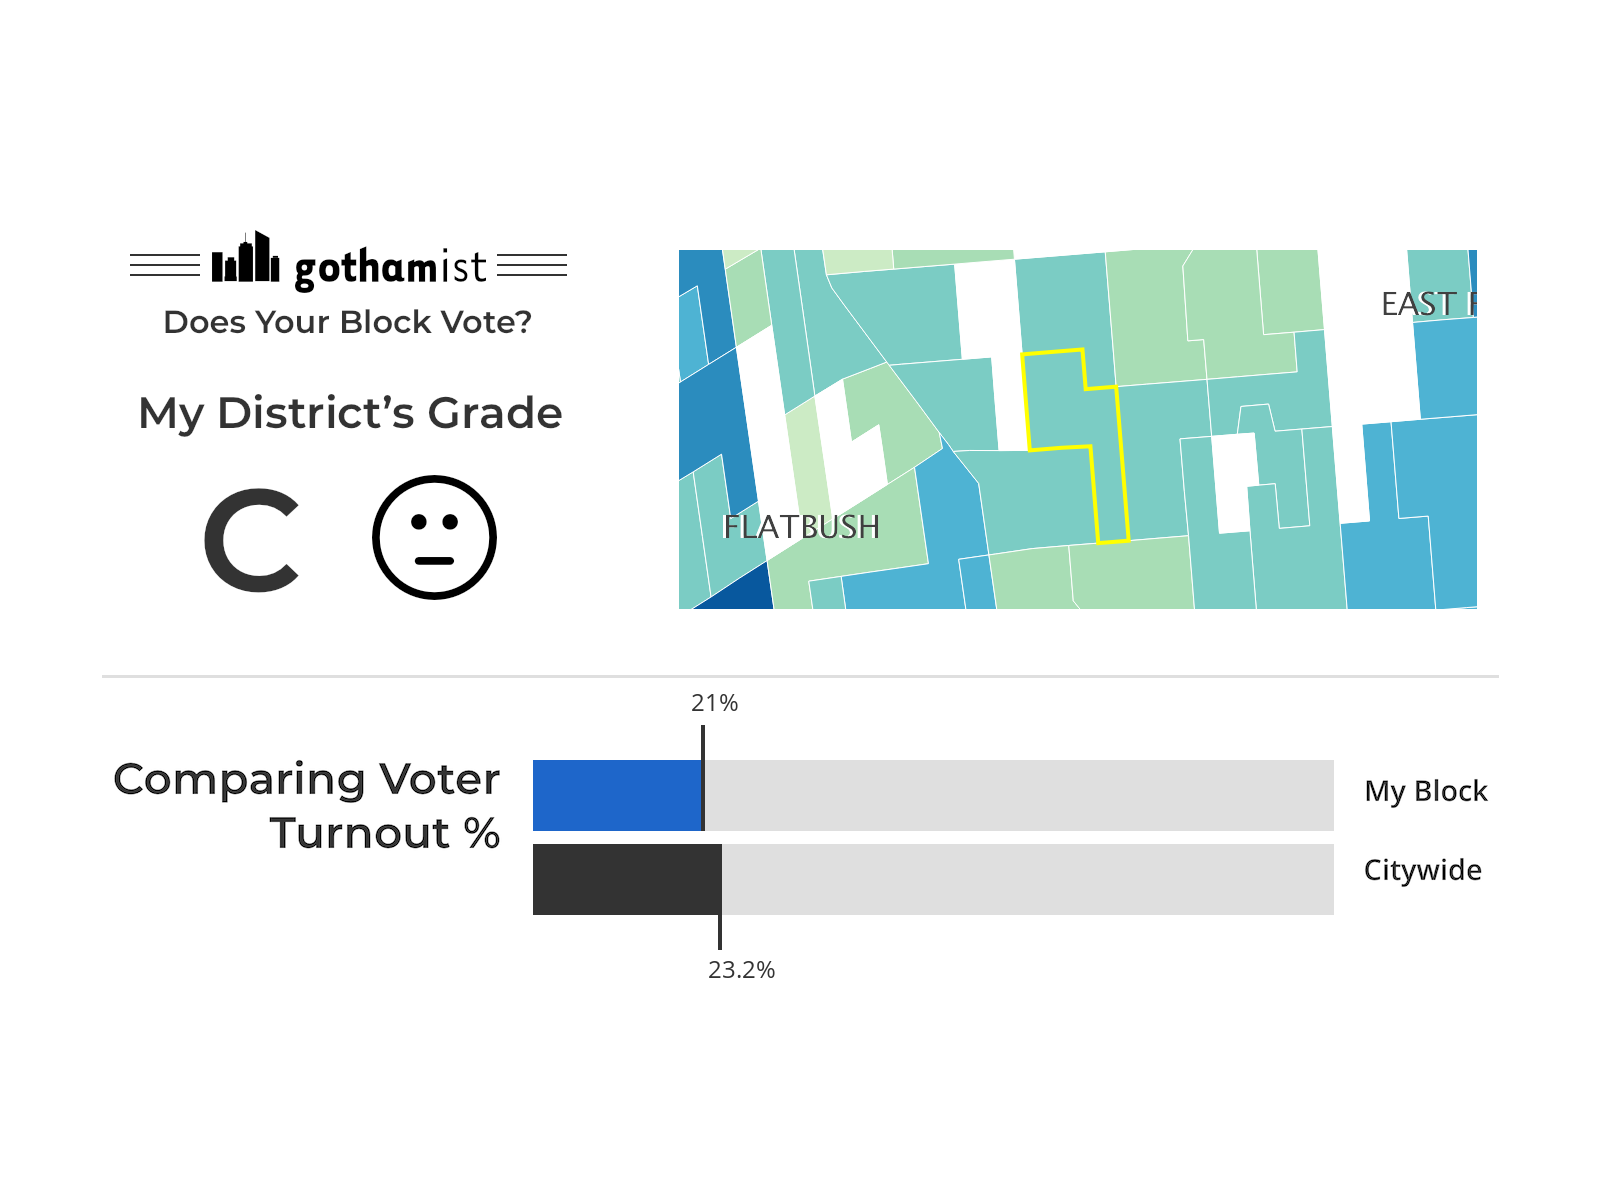 gothamist
Does Your Block Vote?
My District’s Grade
C
EAST F
FLATBUSH
21%
Comparing Voter
Turnout %
My Block
Citywide
23.2%